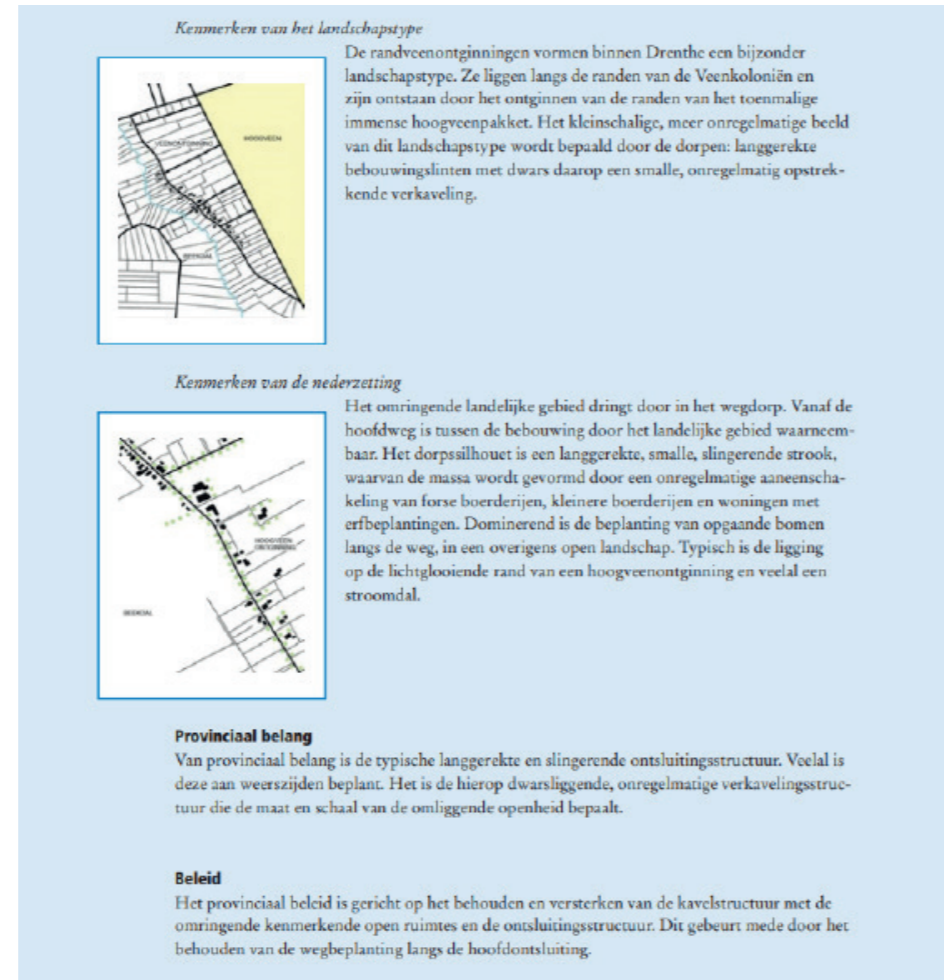 Kenmerken van het landschapstype
De randveenontginningen vormen binnen Drenthe een bijzonder
landschapstype. Ze liggen langs de randen van de Veenkoloniën en
zijn ontstaan door het ontginnen van de randen van het toenmalige
immense hoogveenpakket. Het kleinschalige, meer onregelmatige beeld
van dit landschapstype wordt bepaald door de dorpen: langgerekte
bebouwingslinten met dwars daarop een smalle, onregelmatig opstrek-
kende verkaveling.
HOOGVEEN
VEENONTGINNING
BEEKDAL
Kenmerken van de nederzetting
Het omringende landelijke gebied dringt door in het wegdorp. Vanaf de
hoofdweg is tussen de bebouwing door het landelijke gebied waarneem-
baar. Het dorpssilhouet is een langgerekte, smalle, slingerende strook,
waarvan de massa wordt gevormd door een onregelmatige aaneenscha-
keling van forse boerderijen, kleinere boerderijen en woningen met
erfbeplantingen. Dominerend is de beplanting van opgaande bomen
langs de weg, in een overigens open landschap. Typisch is de ligging
op de lichtglooiende rand van een hoogveenontginning en veelal een
stroomdal.
HOOGVEEN
ONTGINNING
BEEKDAL
Provinciaal belang
Van provinciaal belang is de typische langgerekte en slingerende ontsluitingsstructuur. Veelal is
deze aan weerszijden beplant. Het is de hierop dwarsliggende, onregelmatige verkavelingsstruc-
tuur die de maat en schaal van de omliggende openheid bepaalt.
Beleid
Het provinciaal beleid is gericht op het behouden en versterken van de kavelstructuur met de
omringende kenmerkende open ruimtes en de ontsluitingsstructuur. Dit gebeurt mede door het
behouden van de wegbeplanting langs de hoofdontsluiting.